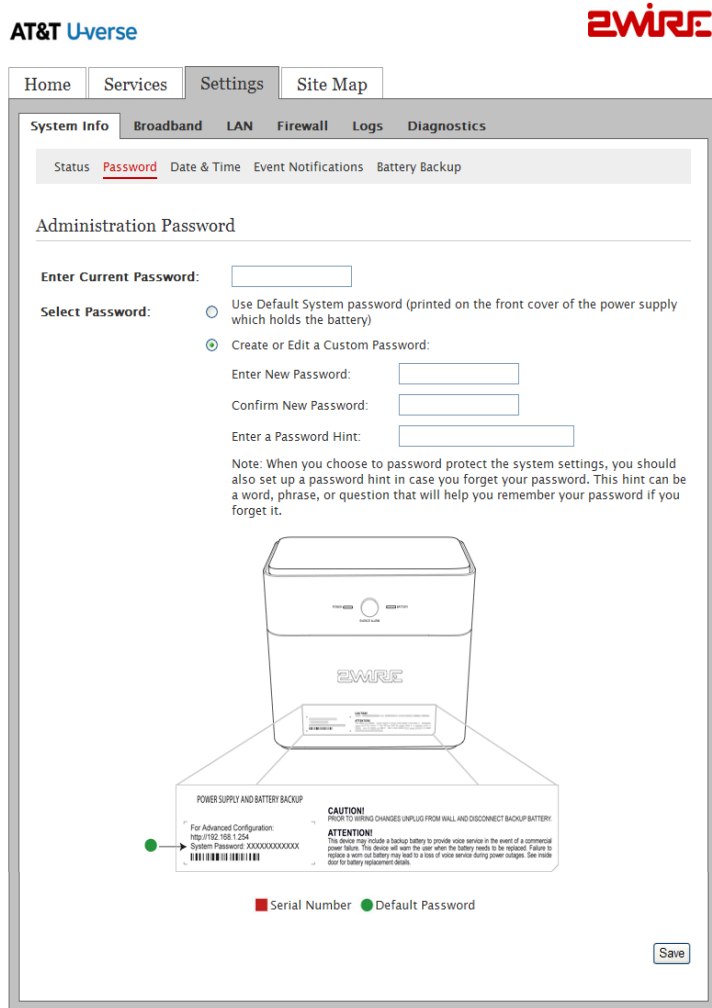 AT&T U-verse
2WIRE
Home Services Settings Site Map
System Info Broadband LAN Firewall Logs Diagnostics
Status Password Date & Time Event Notifications Battery Backup
Administration Password
Enter Current Password:
Select Password:
Use Default System password (printed on the front cover of the power supply
which holds the battery)
Create or Edit a Custom Password:
Enter New Password:
Confirm New Password:
Enter a Password Hint:
Note: When you choose to password protect the system settings, you should
also set up a password hint in case you forget your password. This hint can be
a word, phrase, or question that will help you remember your password if you
forget it.
2WIRE
CAUTION!
ATTENTION!
POWER SUPPLY AND BATTERY BACKUP
For Advanced Configuration:
http://192.168.1.254
System Password: XXXXXXXXXXXX
CAUTION!
PRIOR TO WIRING CHANGES UNPLUG FROM WALL AND DISCONNECT BACKUP BATTERY.
ATTENTION!
This device may include a backup battery to provide voice service in the event of a commercial
power failure. This device will warn the user when the battery needs to be replaced. Failure to
replace a worn out battery may lead to a loss of voice service during power outages. See inside
door for battery replacement details.
Serial Number Default Password
Save